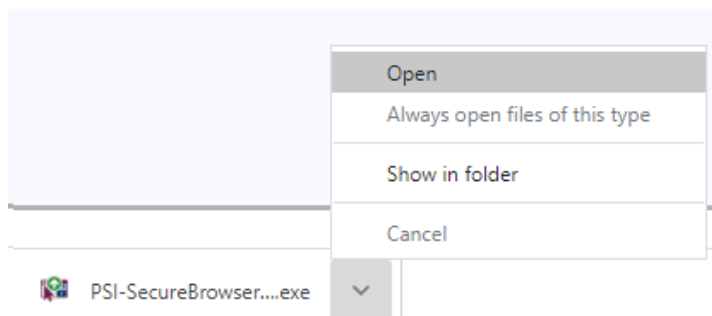 Open
Always open files of this type
Show in folder
Cancel
PSI-SecureBrowser....exe